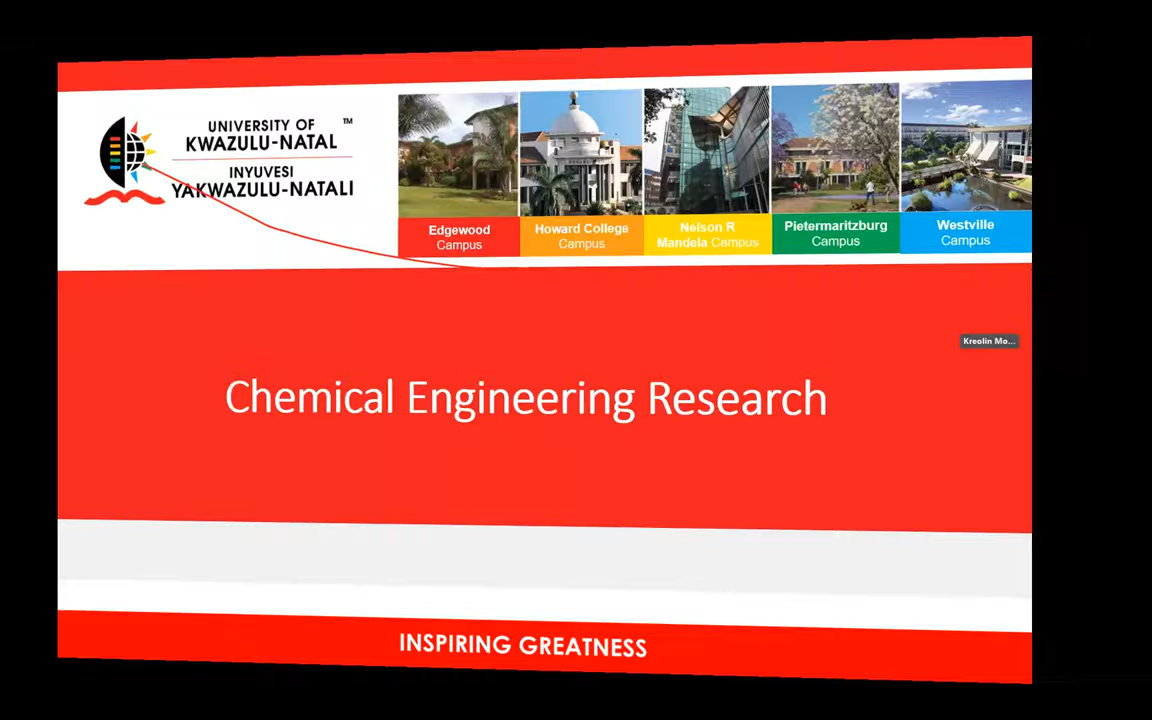 UNIVERSITY OF ™
KWAZULU-NATAL
INYUVESI
YAKWAZULU-NATALI
Edgewood
Campus
Howard College
Campus
Nelson R
Mandela Campus
Pietermaritzburg
Campus
Westville
Campus
Kreolin Mo...
Chemical Engineering Research
INSPIRING GREATNESS